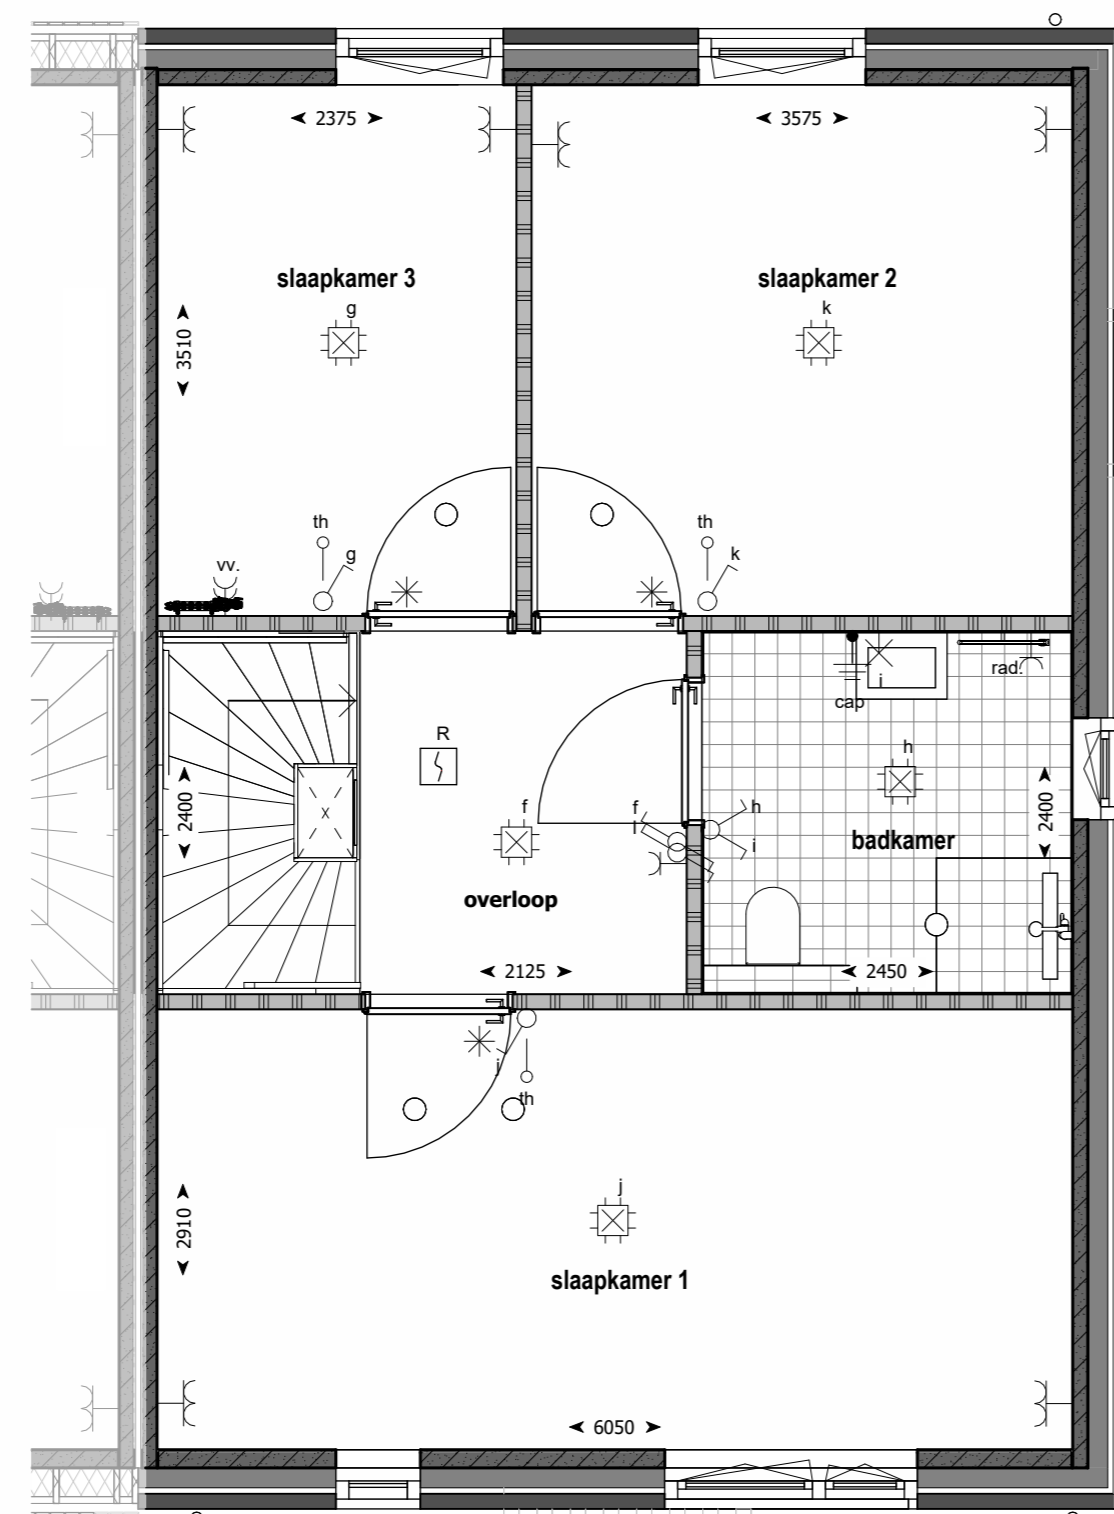 2375
3575
slaapkamer 3
slaapkamer 2
g
k
3510
th
g
th
k
vv.
rad.
i
cap
R
h
f
f
h
l
i
2400
x
2400
badkamer
overloop
2125
2450
j
th
j
2910
slaapkamer 1
6050